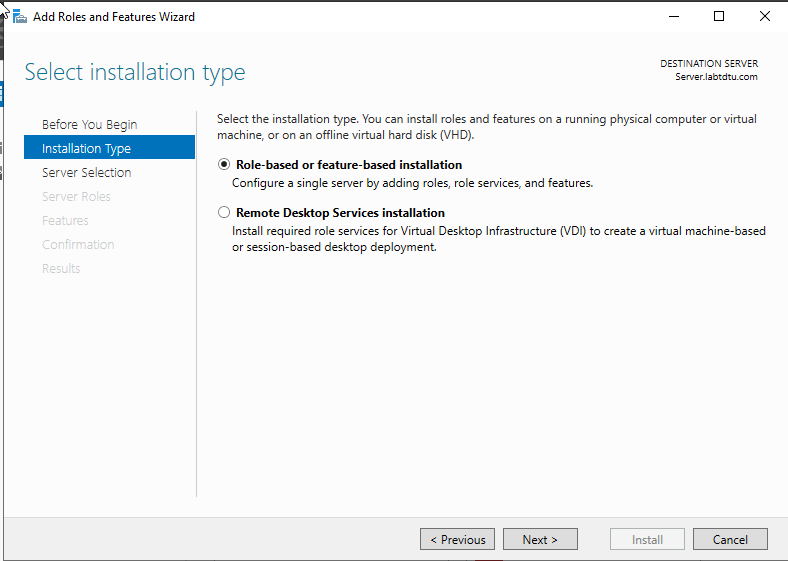 Add Roles and Features Wizard
Select installation type
DESTINATION SERVER
Server.labtdtu.com
Before You Begin
Installation Type
Server Selection
Server Roles
Features
Confirmation
Results
Select the installation type. You can install roles and features on a running physical computer or virtual
machine, or on an offline virtual hard disk (VHD).
Role-based or feature-based installation
Configure a single server by adding roles, role services, and features.
Remote Desktop Services installation
Install required role services for Virtual Desktop Infrastructure (VDI) to create a virtual machine-based
or session-based desktop deployment.
< Previous
Next >
Install
Cancel